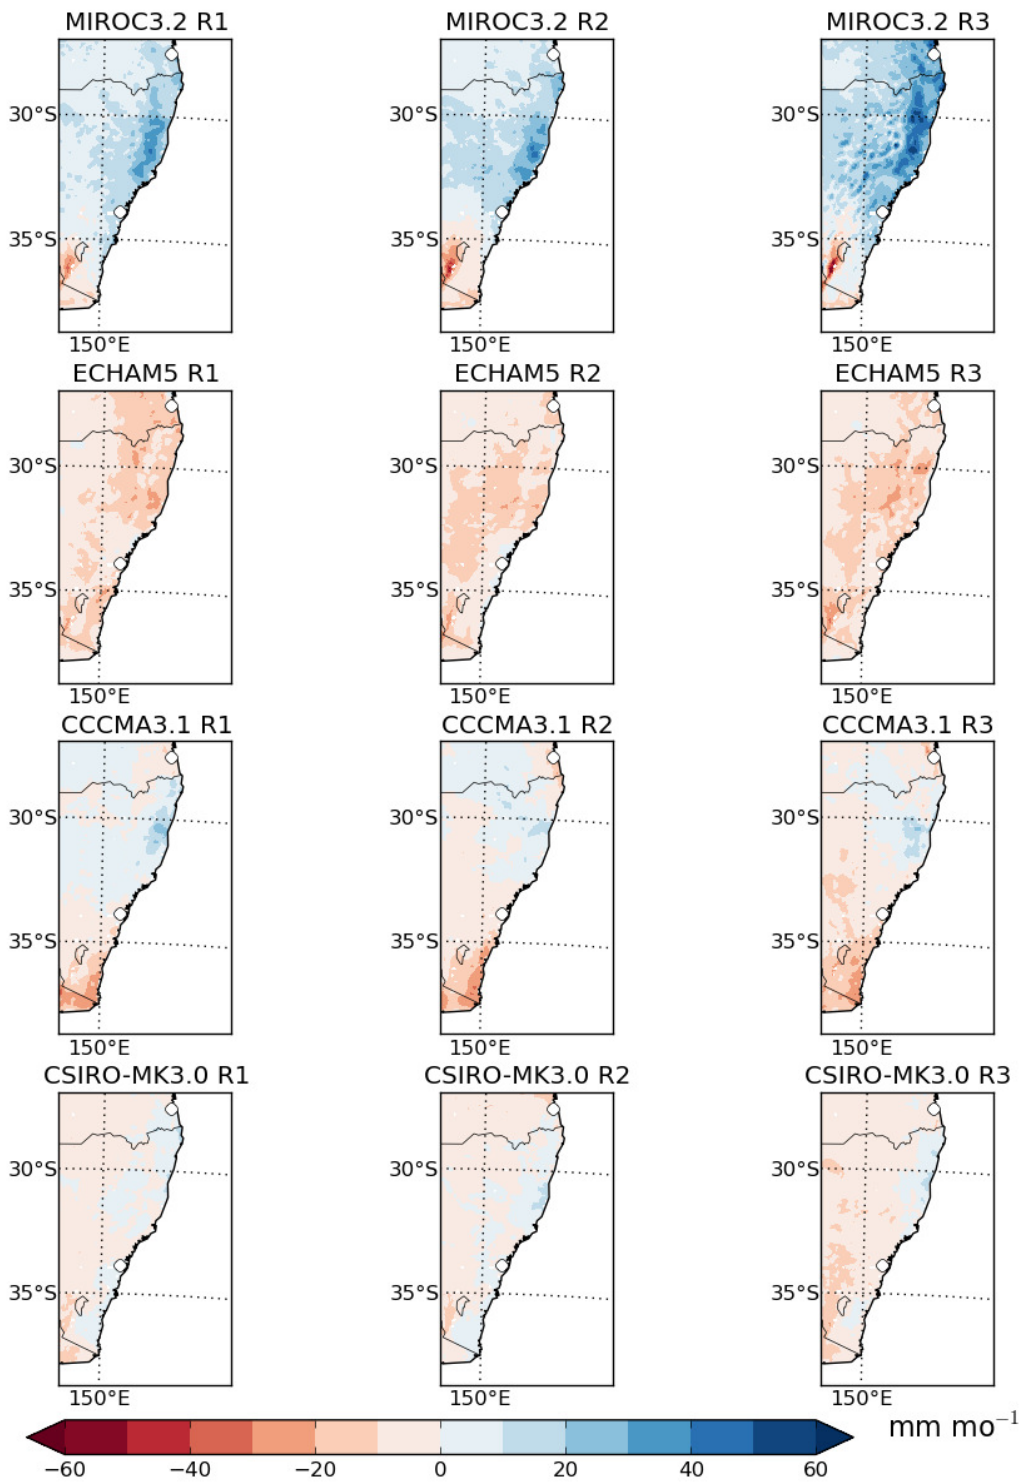 MIROC3.2 R1 MIROC3.2 R2 MIROC3.2 R3
30°S 30°S 30°S
35°S 35°S 35°S
150°E 150°E 150°E
ECHAM5 R1 ECHAM5 R2 ECHAM5 R3
30°S 30°S 30°S
35°S 35°S 35°S
150°E 150°E 150°E
CCCMA3.1 R1 CCCMA3.1 R2 CCCMA3.1 R3
30°S 30°S 30°S
35°S 35°S 35°S
150°E 150°E 150°E
CSIRO-MK3.0 R1 CSIRO-MK3.0 R2 CSIRO-MK3.0 R3
30°S 30°S 30°S
35°S 35°S 35°S
150°E 150°E 150°E
mm mo⁻¹
−60 −40 −20 0 20 40 60